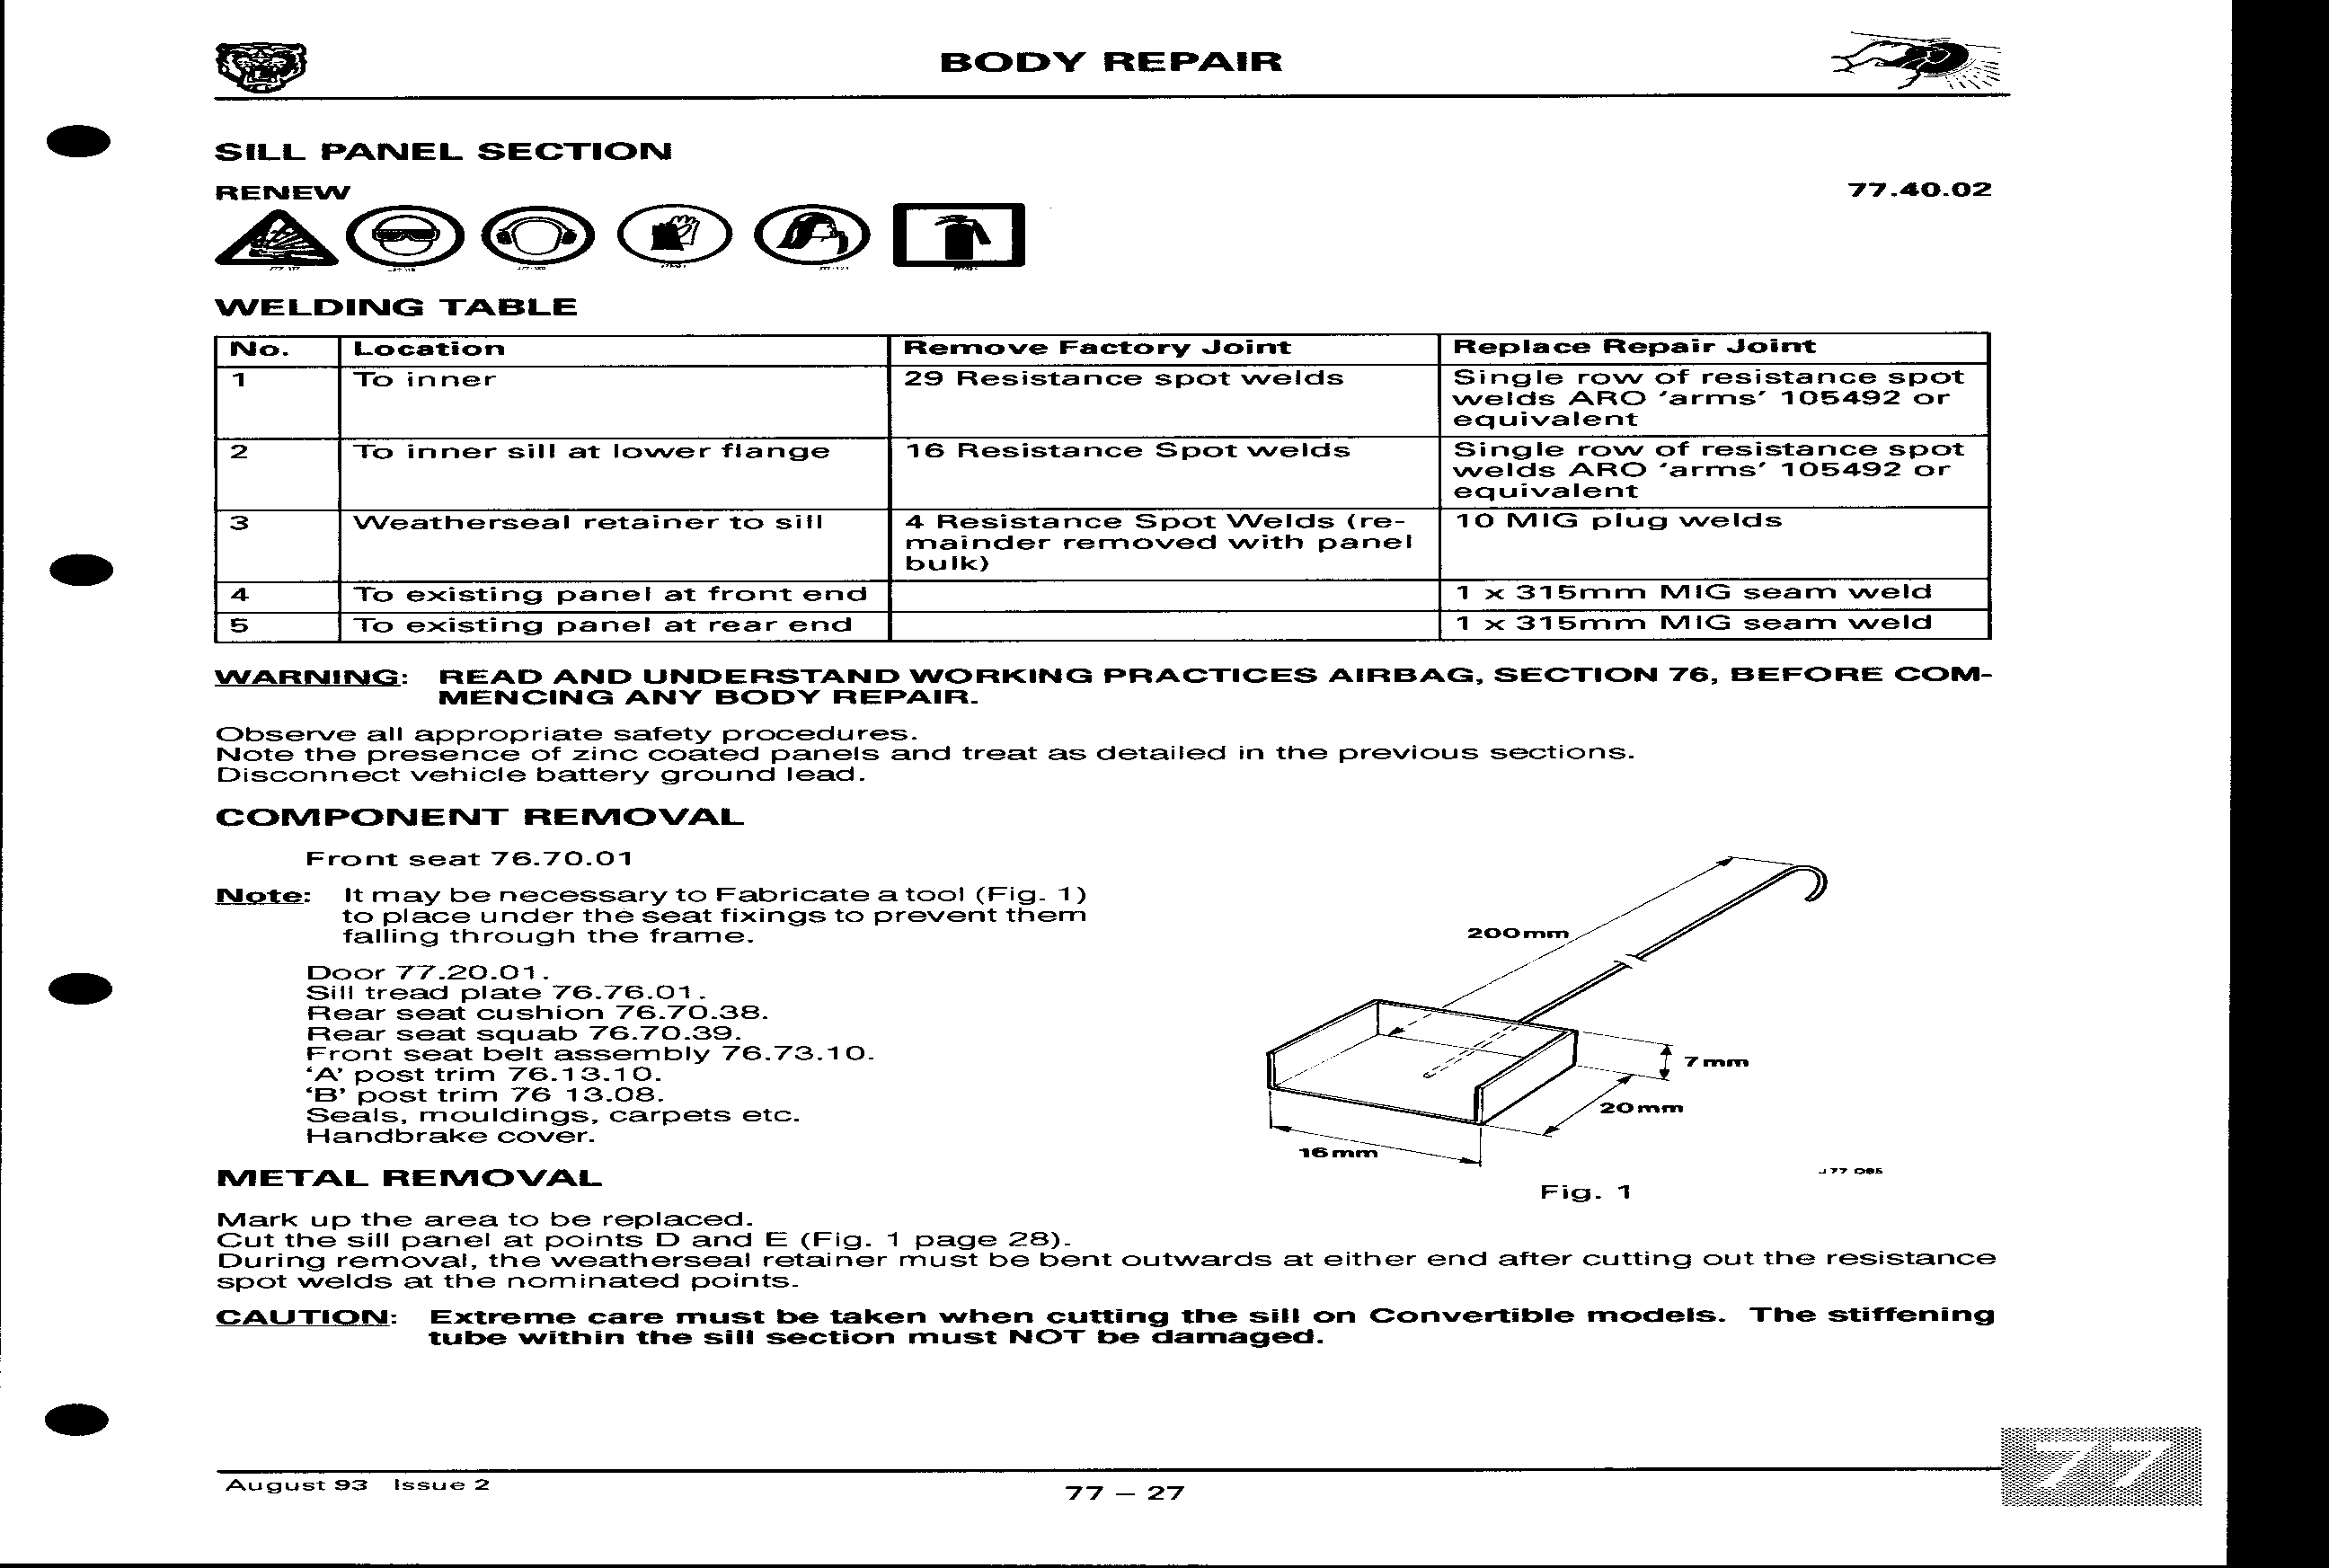 BODY REPAIR
SILL PANEL SECTION
RENEW 77.40.02
WELDING TABLE
No. Location Remove Factory Joint Replace Repair Joint
1 To inner 29 Resistance spot welds Single row of resistance spot
welds ARO ‘arms’ 105492 or
equivalent
2 To inner sill at lower flange 16 Resistance Spot welds Single row of resistance spot
welds ARO ‘arms’ 105492 or
equivalent
3 Weatherseal retainer to sill 4 Resistance Spot Welds (re- 10 MIG plug welds
mainder removed with panel
bulk)
4 To existing panel at front end 1 x 315mm MIG seam weld
5 To existing panel at rear end 1 x 315mm MIG seam weld
WARNING: READ AND UNDERSTAND WORKING PRACTICES AIRBAG, SECTION 76, BEFORE COM-
MENCING ANY BODY REPAIR.
Observe all appropriate safety procedures.
Note the presence of zinc coated panels and treat as detailed in the previous sections.
Disconnect vehicle battery ground lead.
COMPONENT REMOVAL
Front seat 76.70.01
Note: It may be necessary to Fabricate a tool (Fig. 1)
to place under the seat fixings to prevent them
falling through the frame.
Door 77.20.01.
Sill tread plate 76.76.01.
Rear seat cushion 76.70.38.
Rear seat squab 76.70.39.
Front seat belt assembly 76.73.10.
‘A’ post trim 76.13.10.
‘B’ post trim 76 13.08.
Seals, mouldings, carpets etc.
Handbrake cover.
200mm
7mm
20mm
16mm
J77 085
Fig. 1
METAL REMOVAL
Mark up the area to be replaced.
Cut the sill panel at points D and E (Fig. 1 page 28).
During removal, the weatherseal retainer must be bent outwards at either end after cutting out the resistance
spot welds at the nominated points.
CAUTION: Extreme care must be taken when cutting the sill on Convertible models. The stiffening
tube within the sill section must NOT be damaged.
77
August 93 Issue 2
77 – 27